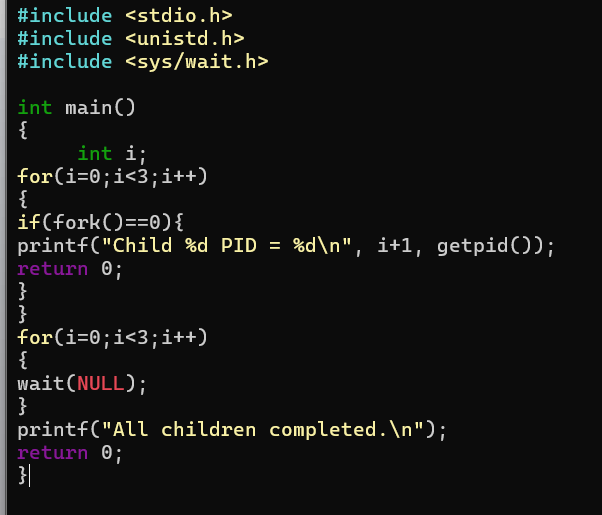 #include <stdio.h>
#include <unistd.h>
#include <sys/wait.h>

int main()
{
     int i;
for(i=0;i<3;i++)
{
if(fork()==0){
printf("Child %d PID = %d\n", i+1, getpid());
return 0;
}
}
for(i=0;i<3;i++)
{
wait(NULL);
}
printf("All children completed.\n");
return 0;
}